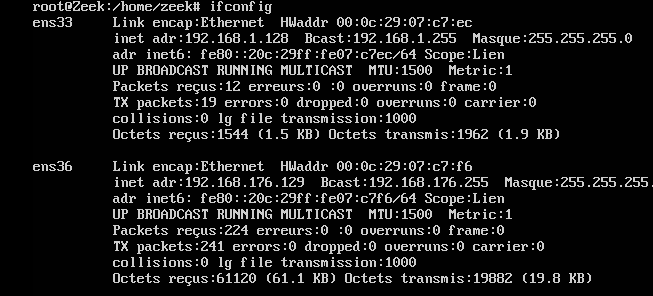 root@Zeek:/home/zeek# ifconfig
ens33 Link encap:Ethernet HWaddr 00:0c:29:07:c7:ec
inet adr:192.168.1.128 Bcast:192.168.1.255 Masque:255.255.255.0
adr inet6: fe80::20c:29ff:fe07:c7ec/64 Scope:Lien
UP BROADCAST RUNNING MULTICAST MTU:1500 Metric:1
Packets reçus:12 erreurs:0 :0 overruns:0 frame:0
TX packets:19 errors:0 dropped:0 overruns:0 carrier:0
collisions:0 lg file transmission:1000
Octets reçus:1544 (1.5 KB) Octets transmis:1962 (1.9 KB)
ens36 Link encap:Ethernet HWaddr 00:0c:29:07:c7:f6
inet adr:192.168.176.129 Bcast:192.168.176.255 Masque:255.255.255.
adr inet6: fe80::20c:29ff:fe07:c7f6/64 Scope:Lien
UP BROADCAST RUNNING MULTICAST MTU:1500 Metric:1
Packets reçus:224 erreurs:0 :0 overruns:0 frame:0
TX packets:241 errors:0 dropped:0 overruns:0 carrier:0
collisions:0 lg file transmission:1000
Octets reçus:61120 (61.1 KB) Octets transmis:19882 (19.8 KB)